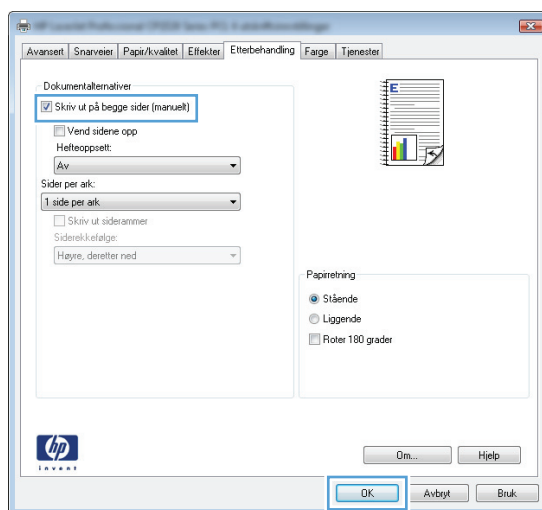 Avansert Snarveier Papir/kvalitet Effekter Etterbehandling Farge Tjenester
Dokumentalternativer
Skriv ut på begge sider (manuelt)
Vend sidene opp
Hefteoppsett:
Av
Sider per ark:
1 side per ark
Skriv ut siderammer
Siderekkefølge:
Høyre, deretter ned
E
Papirretning
Stående
Liggende
Roter 180 grader
hp
invent
Om... Hjelp
OK Avbryt Bruk